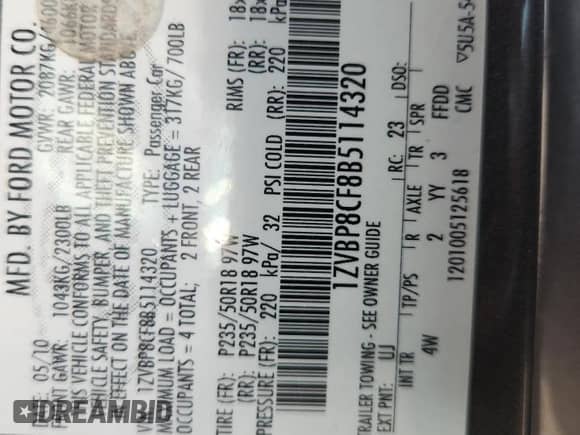 MFD. BY FORD MOTOR CO.
05/10 GVWR: 2087KG/
FRONT GAWR: 1043KG/2300LB REAR GAWR:
THIS VEHICLE CONFORMS TO ALL APPLICABLE FEDERAL MOTOR
VEHICLE SAFETY, BUMPER, AND THEFT PREVENTION STANDARDS
EFFECT ON THE DATE OF MANUFACTURE SHOWN ABOVE.
1ZVBP8CF8B5114320 TYPE: Passenger Car
MAXIMUM LOAD = OCCUPANTS + LUGGAGE = 317KG/ 700LB
OCCUPANTS = 4 TOTAL; 2 FRONT, 2 REAR
TIRE (FR): P235/50R18 97W RIMS (FR): 18x
TIRE (RR): P235/50R18 97W (RR): 18x
PRESSURE (FR): 220 kPa/ 32 PSI COLD (RR): 220 kPa
1ZVBP8CF8B5114320
TRAILER TOWING - SEE OWNER GUIDE
EXT PNT: UJ RC: 23 DSO:
INT TR TP/PS R AXLE TR SPR
4W 2 YY 3 FFDD
1201005125618 CMC ▽5U5A-5
DREAMBID